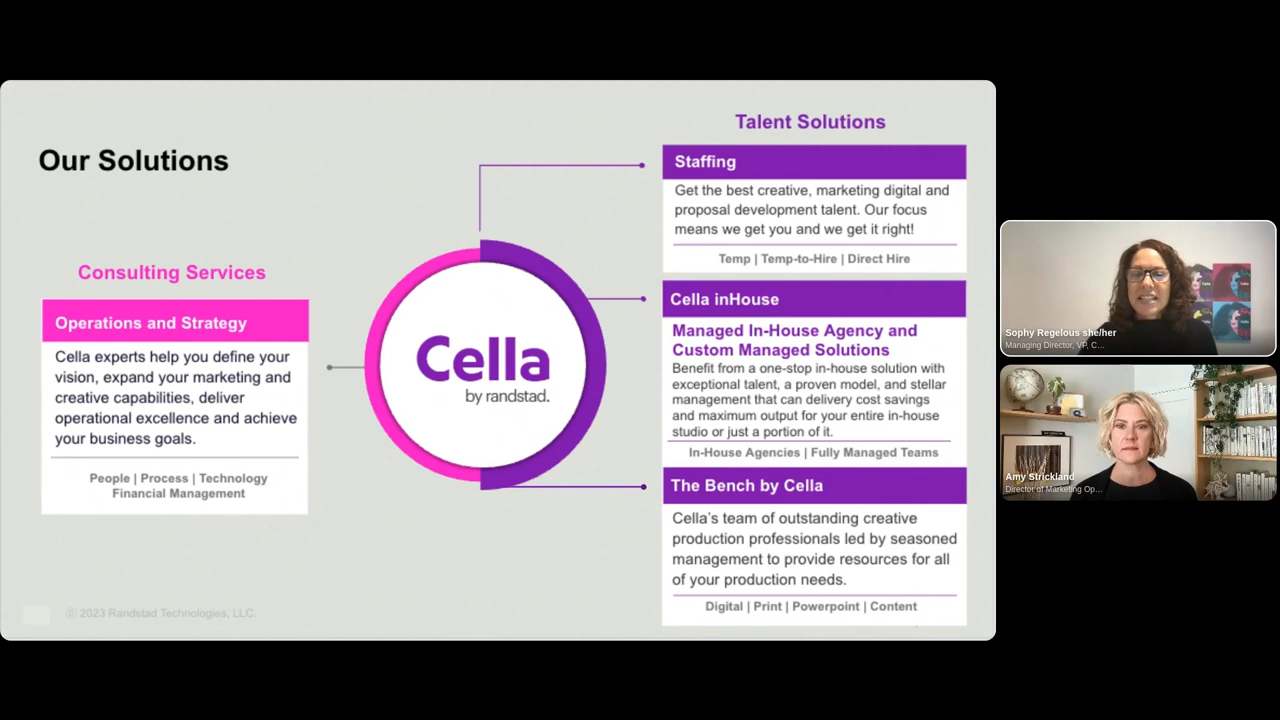 Our Solutions
Consulting Services
Operations and Strategy
Cella experts help you define your
vision, expand your marketing and
creative capabilities, deliver
operational excellence and achieve
your business goals.
People | Process | Technology
Financial Management
Cella
by randstad.
Talent Solutions
Staffing
Get the best creative, marketing digital and
proposal development talent. Our focus
means we get you and we get it right!
Temp | Temp-to-Hire | Direct Hire
Cella inHouse
Managed In-House Agency and
Custom Managed Solutions
Benefit from a one-stop in-house solution with
exceptional talent, a proven model, and stellar
management that can delivery cost savings
and maximum output for your entire in-house
studio or just a portion of it.
In-House Agencies | Fully Managed Teams
The Bench by Cella
Cella's team of outstanding creative
production professionals led by seasoned
management to provide resources for all
of your production needs.
Digital | Print | Powerpoint | Content
© 2023 Randstad Technologies, LLC.
Sophy Regelous she/her
Managing Director, VP, C...
Amy Strickland
Director of Marketing Op...